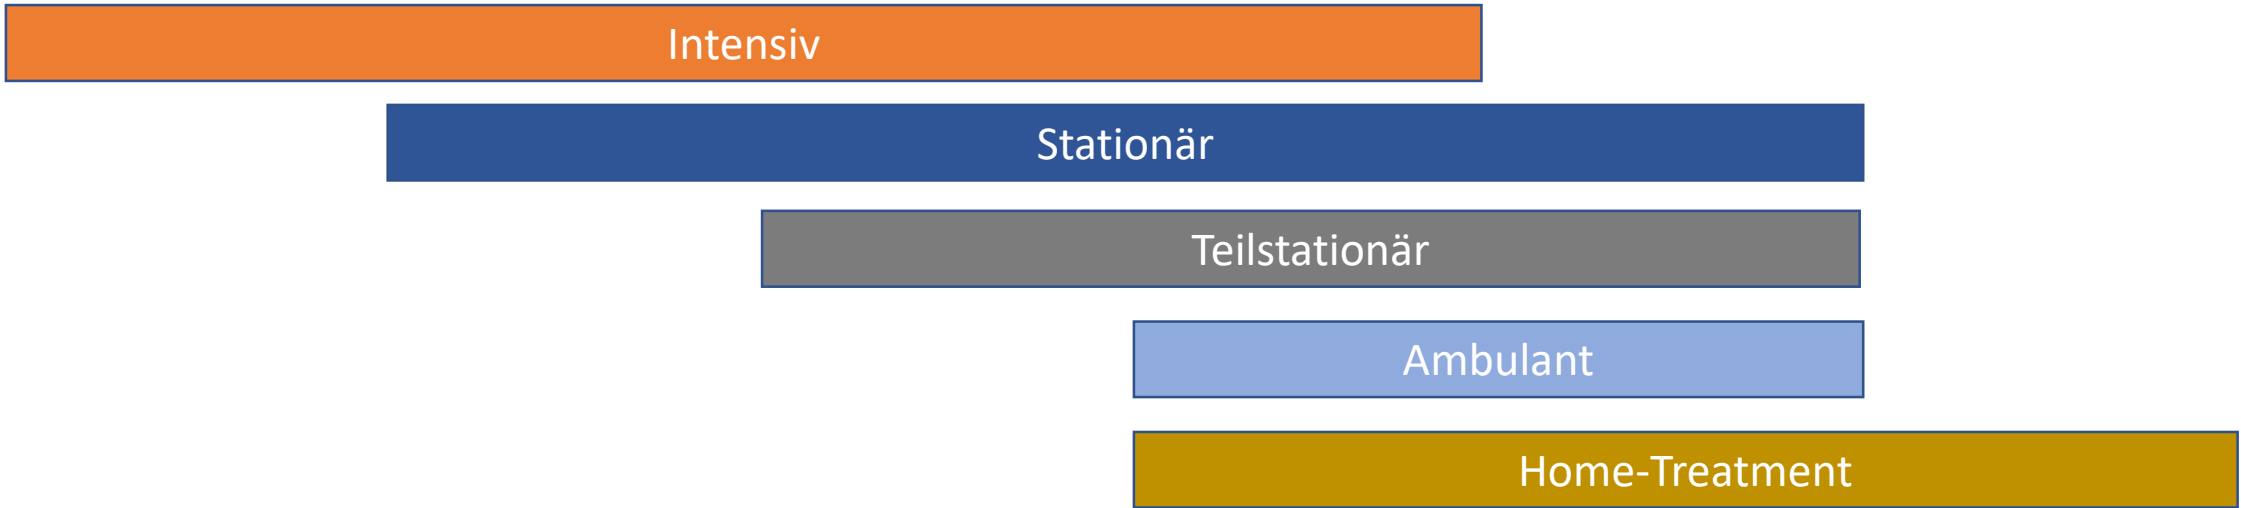 Intensiv
Stationär
Teilstationär
Ambulant
Home-Treatment